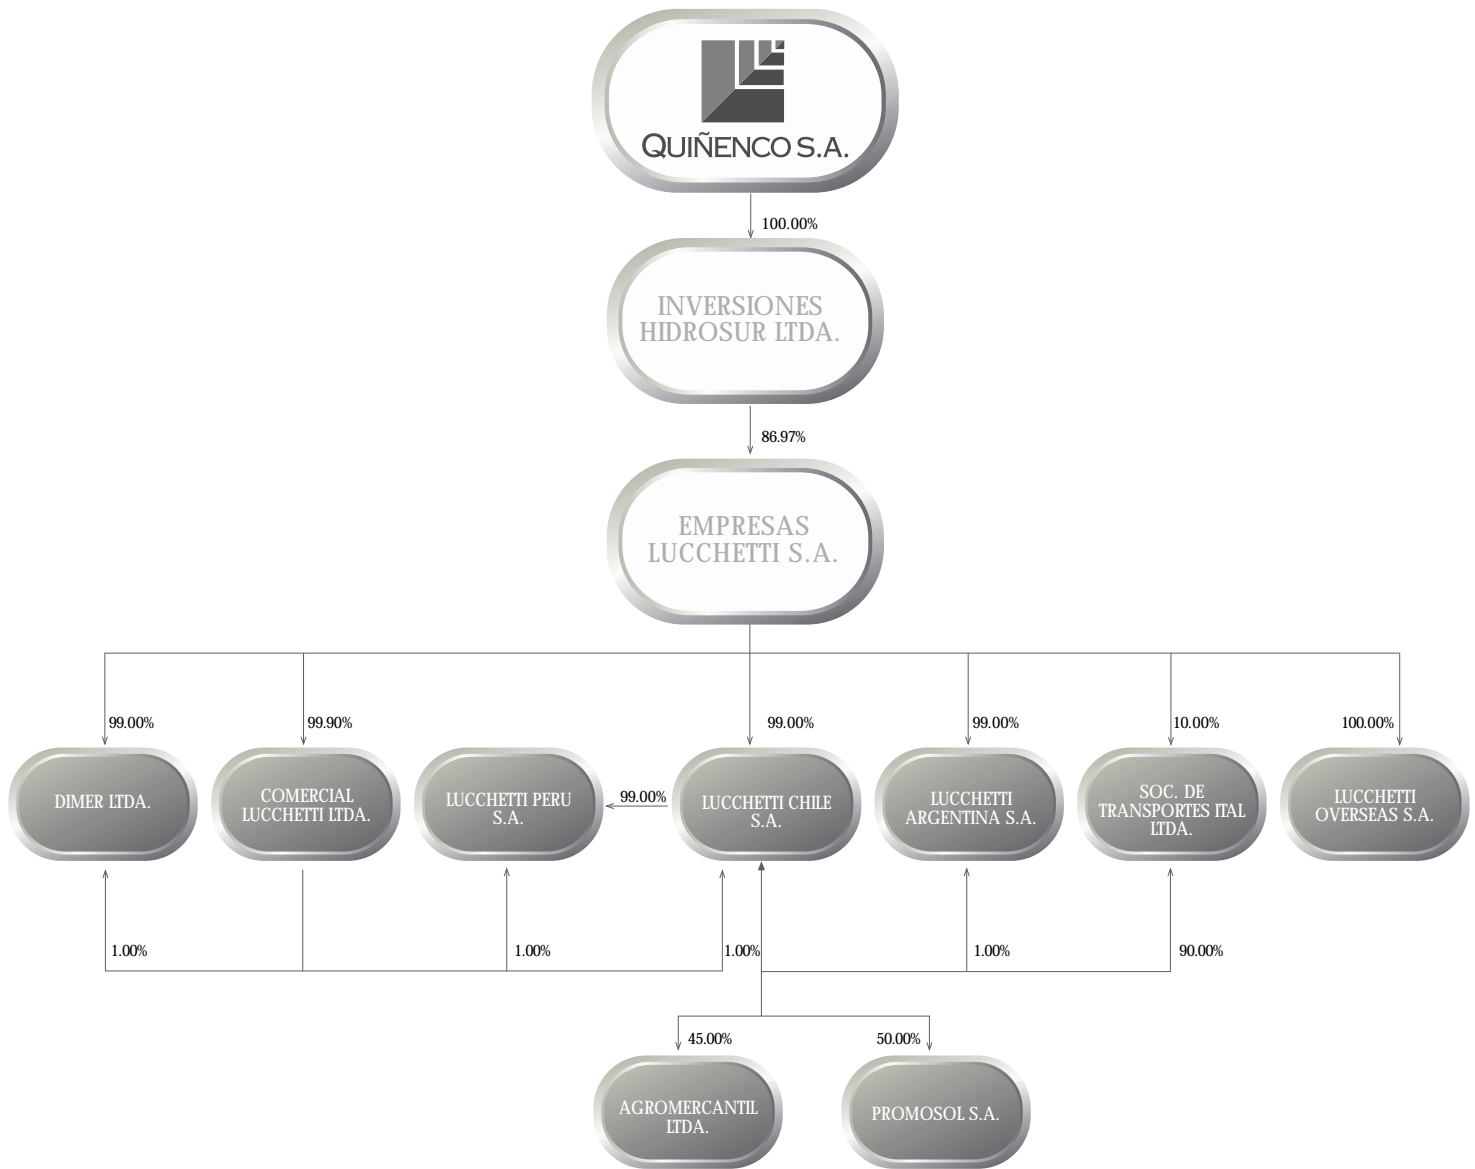 QUIÑENCO S.A.
100.00%
INVERSIONES
HIDROSUR LTDA.
86.97%
EMPRESAS
LUCCHETTI S.A.
99.00%
99.90%
99.00%
99.00%
10.00%
100.00%
DIMER LTDA.
COMERCIAL
LUCCHETTI LTDA.
LUCCHETTI PERU
S.A.
99.00%
LUCCHETTI CHILE
S.A.
LUCCHETTI
ARGENTINA S.A.
SOC. DE
TRANSPORTES ITAL
LTDA.
LUCCHETTI
OVERSEAS S.A.
1.00%
1.00%
1.00%
1.00%
90.00%
45.00%
50.00%
AGROMERCANTIL
LTDA.
PROMOSOL S.A.